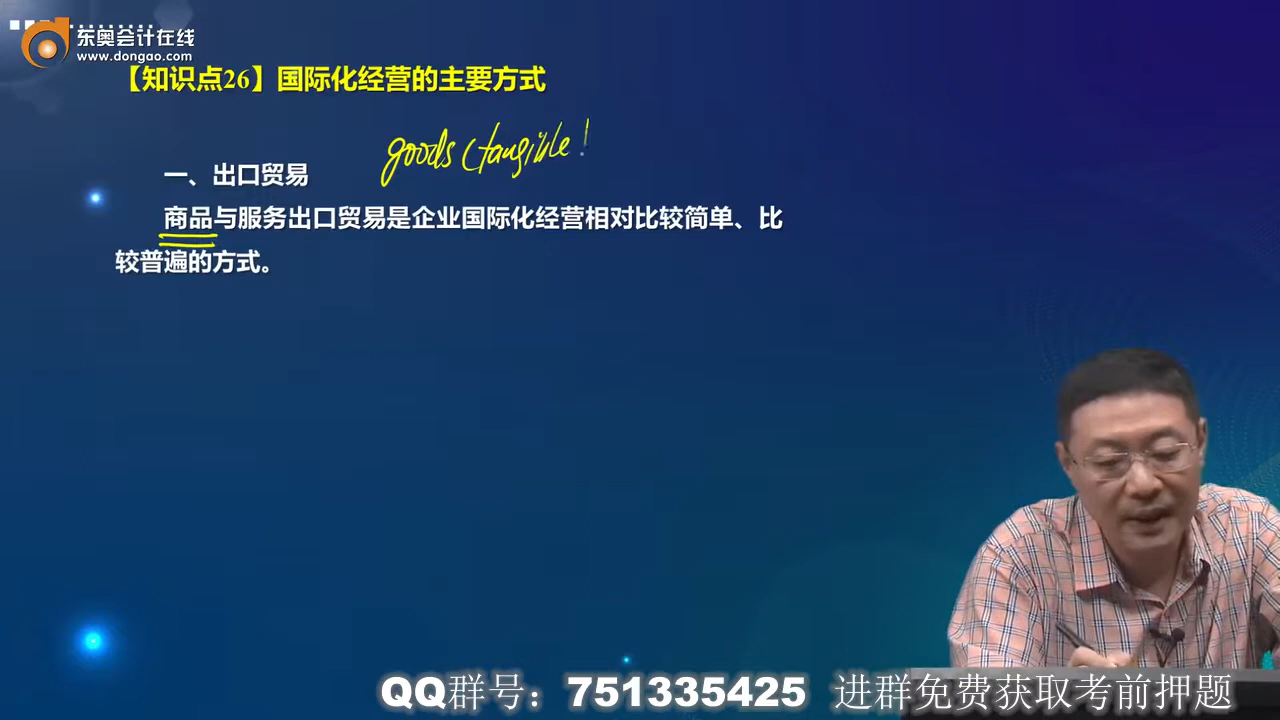 东奥会计在线
www.dongao.com
【知识点26】国际化经营的主要方式
goods (tangible!
一、出口贸易
商品与服务出口贸易是企业国际化经营相对比较简单、比
较普遍的方式。
QQ群号：751335425 进群免费获取考前押题